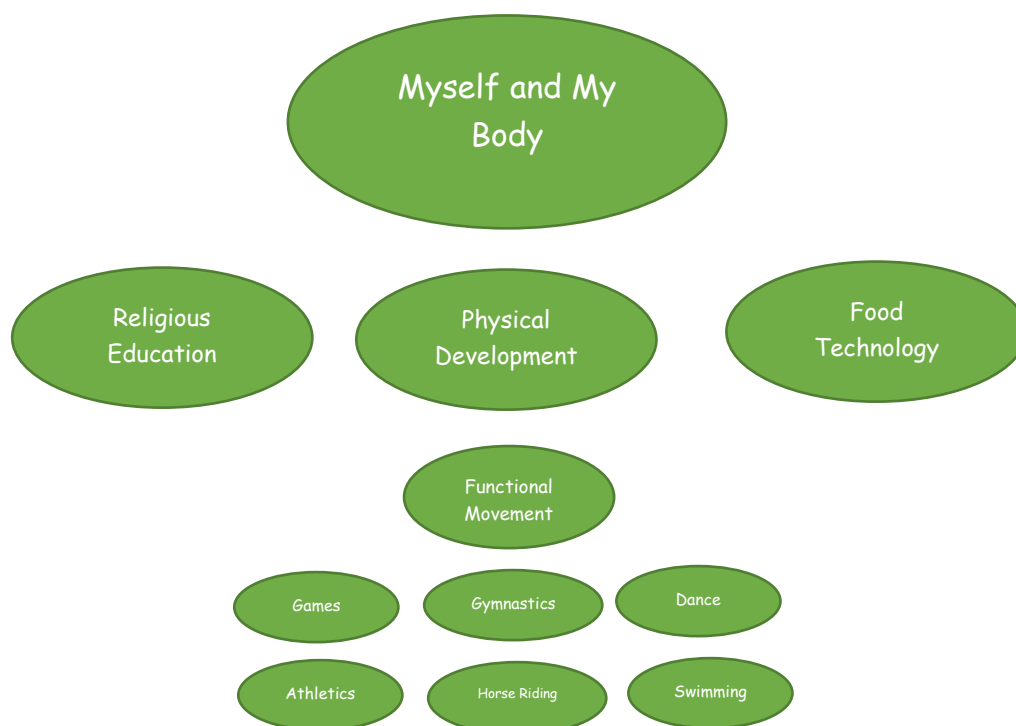 Myself and My
Body
Religious
Education
Physical
Development
Food
Technology
Functional
Movement
Games
Gymnastics
Dance
Athletics
Horse Riding
Swimming